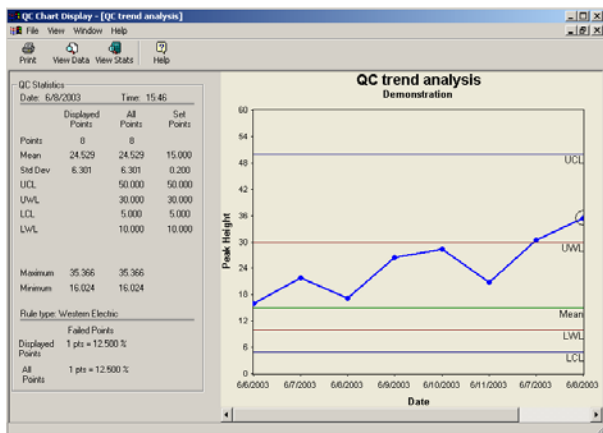 QC Chart Display - [QC trend analysis]
File View Window Help
Print View Data View Stats Help
QC Statistics
Date: 6/8/2003 Time: 15:46
Displayed Points All Points Set Points
Points 8 8
Mean 24.529 24.529 15.000
Std Dev 6.301 6.301 0.200
UCL 50.000 50.000
UWL 30.000 30.000
LCL 5.000 5.000
LWL 10.000 10.000
Maximum 35.366 35.366
Minimum 16.024 16.024
Rule type: Western Electric
Failed Points
Displayed Points 1 pts = 12.500 %
All Points 1 pts = 12.500 %
QC trend analysis
Demonstration
Peak Height
60
54
48
42
36
30
24
18
12
6
0
UCL
UWL
Mean
LWL
LCL
6/6/2003 6/7/2003 6/8/2003 6/9/2003 6/10/2003 6/11/2003 6/7/2003 6/8/2003
Date